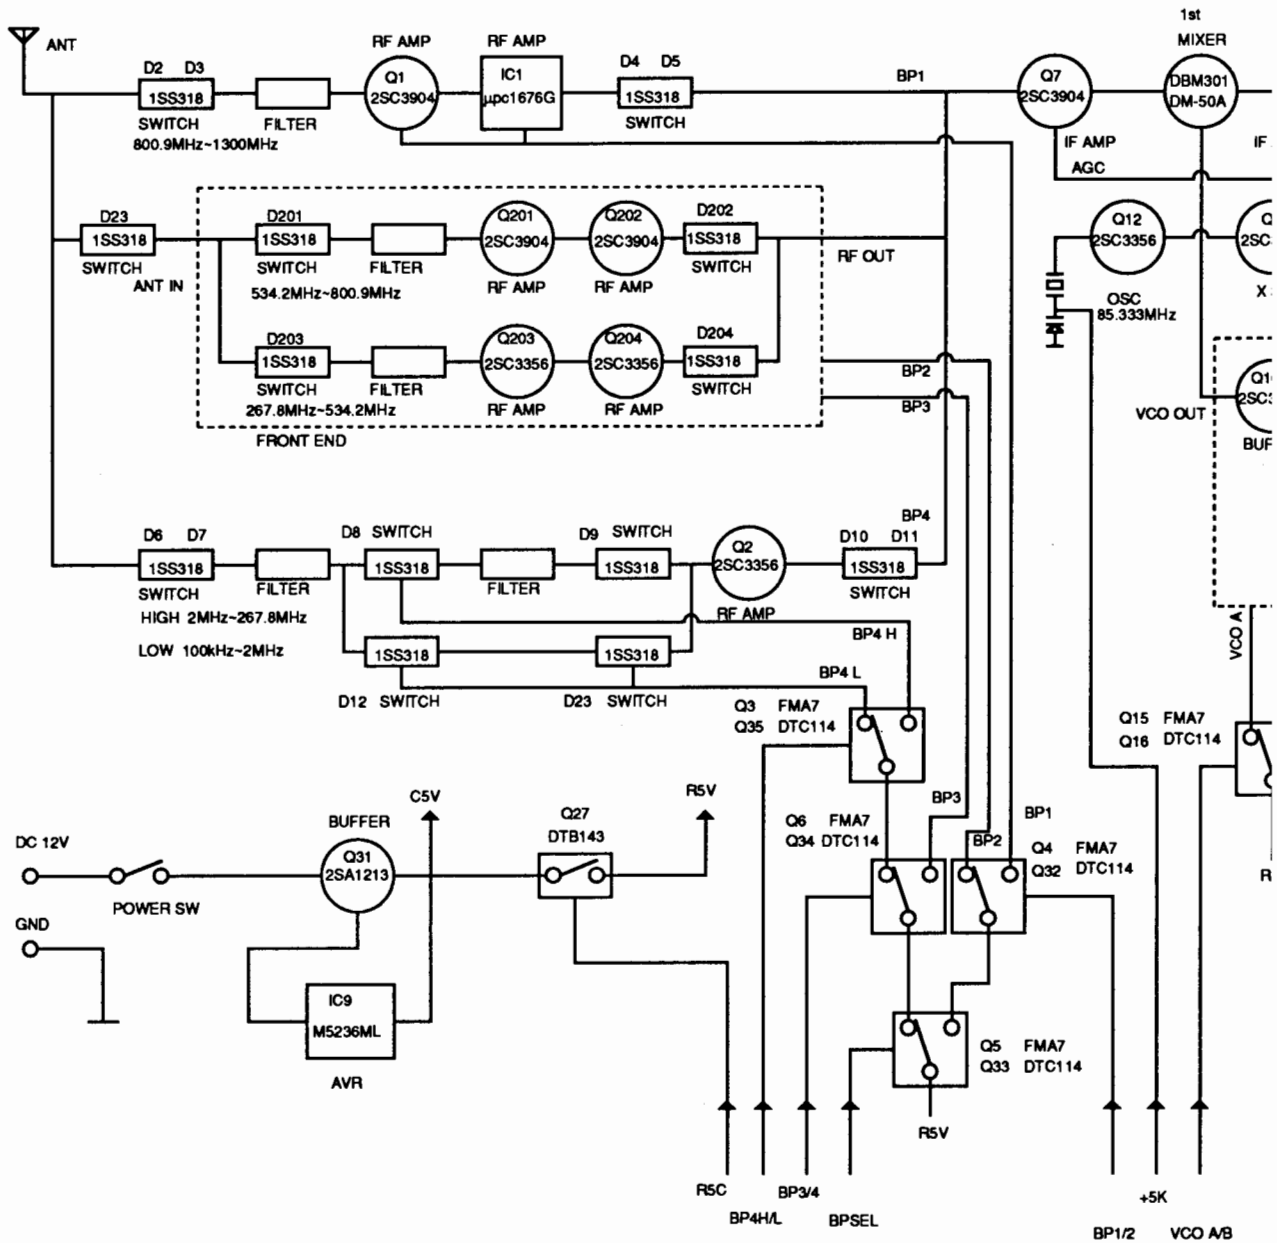 1st
MIXER
ANT
RF AMP
RF AMP
D2 D3
Q1
IC1
D4 D5
BP1
Q7
DBM301
1SS318
2SC3904
μpc1676G
1SS318
2SC3904
DM-50A
SWITCH
FILTER
SWITCH
800.9MHz~1300MHz
IF AMP
IF
AGC
D23
D201
Q201
Q202
D202
Q12
1SS318
1SS318
2SC3904
2SC3904
1SS318
2SC3356
2SC
SWITCH
SWITCH
FILTER
SWITCH
RF OUT
ANT IN
RF AMP
RF AMP
534.2MHz~800.9MHz
OSC
X
85.333MHz
D203
Q203
Q204
D204
1SS318
2SC3356
2SC3356
1SS318
SWITCH
FILTER
SWITCH
BP2
267.8MHz~534.2MHz
RF AMP
RF AMP
BP3
2SC3
VCO OUT
FRONT END
BUF
D6 D7
D8 SWITCH
D9 SWITCH
BP4
Q2
D10 D11
1SS318
1SS318
1SS318
2SC3356
1SS318
SWITCH
FILTER
FILTER
SWITCH
HIGH 2MHz~267.8MHz
RF AMP
BP4 H
VCO A
LOW 100kHz~2MHz
1SS318
1SS318
BP4 L
D12 SWITCH
D23 SWITCH
Q3 FMA7
Q35 DTC114
Q15 FMA7
Q16 DTC114
C5V
R5V
BP3
BP1
Q27
DTB143
BUFFER
Q6 FMA7
Q34 DTC114
BP2
Q4 FMA7
Q32 DTC114
DC 12V
Q31
2SA1213
R
POWER SW
GND
IC9
M5236ML
AVR
Q5 FMA7
Q33 DTC114
R5V
R5C
BP4H/L
BP3/4
BPSEL
+5K
BP1/2
VCO A/B